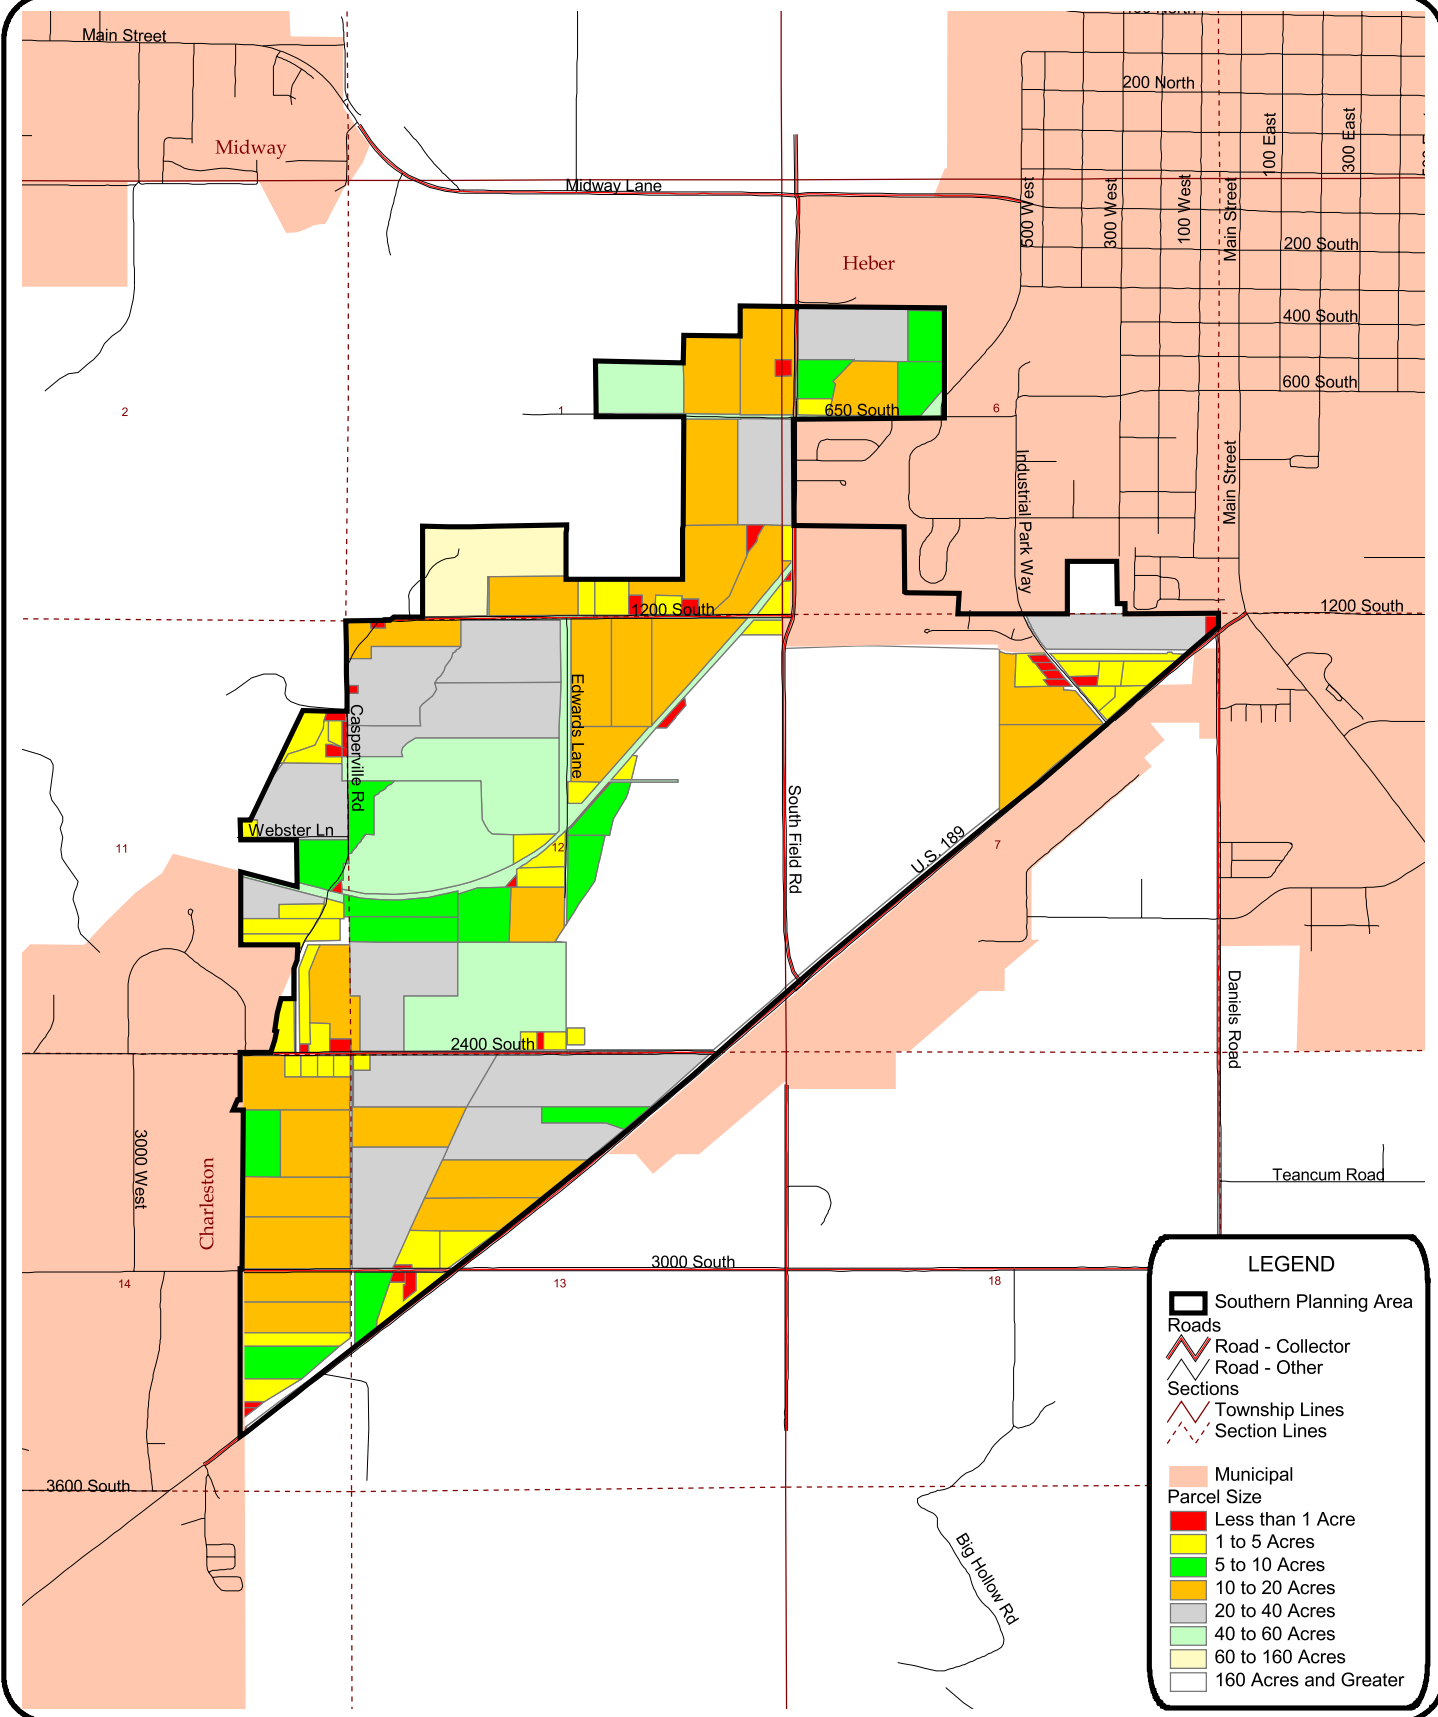 Main Street
200 North
Midway
100 East
300 East
Midway Lane
500 West
300 West
100 West
Main Street
Heber
200 South
400 South
600 South
2
1
650 South
6
Industrial Park Way
Main Street
1200 South
1200 South
Edwards Lane
Casperville Rd
South Field Rd
Webster Ln
11
12
U.S. 189
7
Daniels Road
2400 South
3000 West
Charleston
Teancum Road
3000 South
14
13
18
3600 South
Big Hollow Rd
LEGEND
Southern Planning Area
Roads
Road - Collector
Road - Other
Sections
Township Lines
Section Lines
Municipal
Parcel Size
Less than 1 Acre
1 to 5 Acres
5 to 10 Acres
10 to 20 Acres
20 to 40 Acres
40 to 60 Acres
60 to 160 Acres
160 Acres and Greater